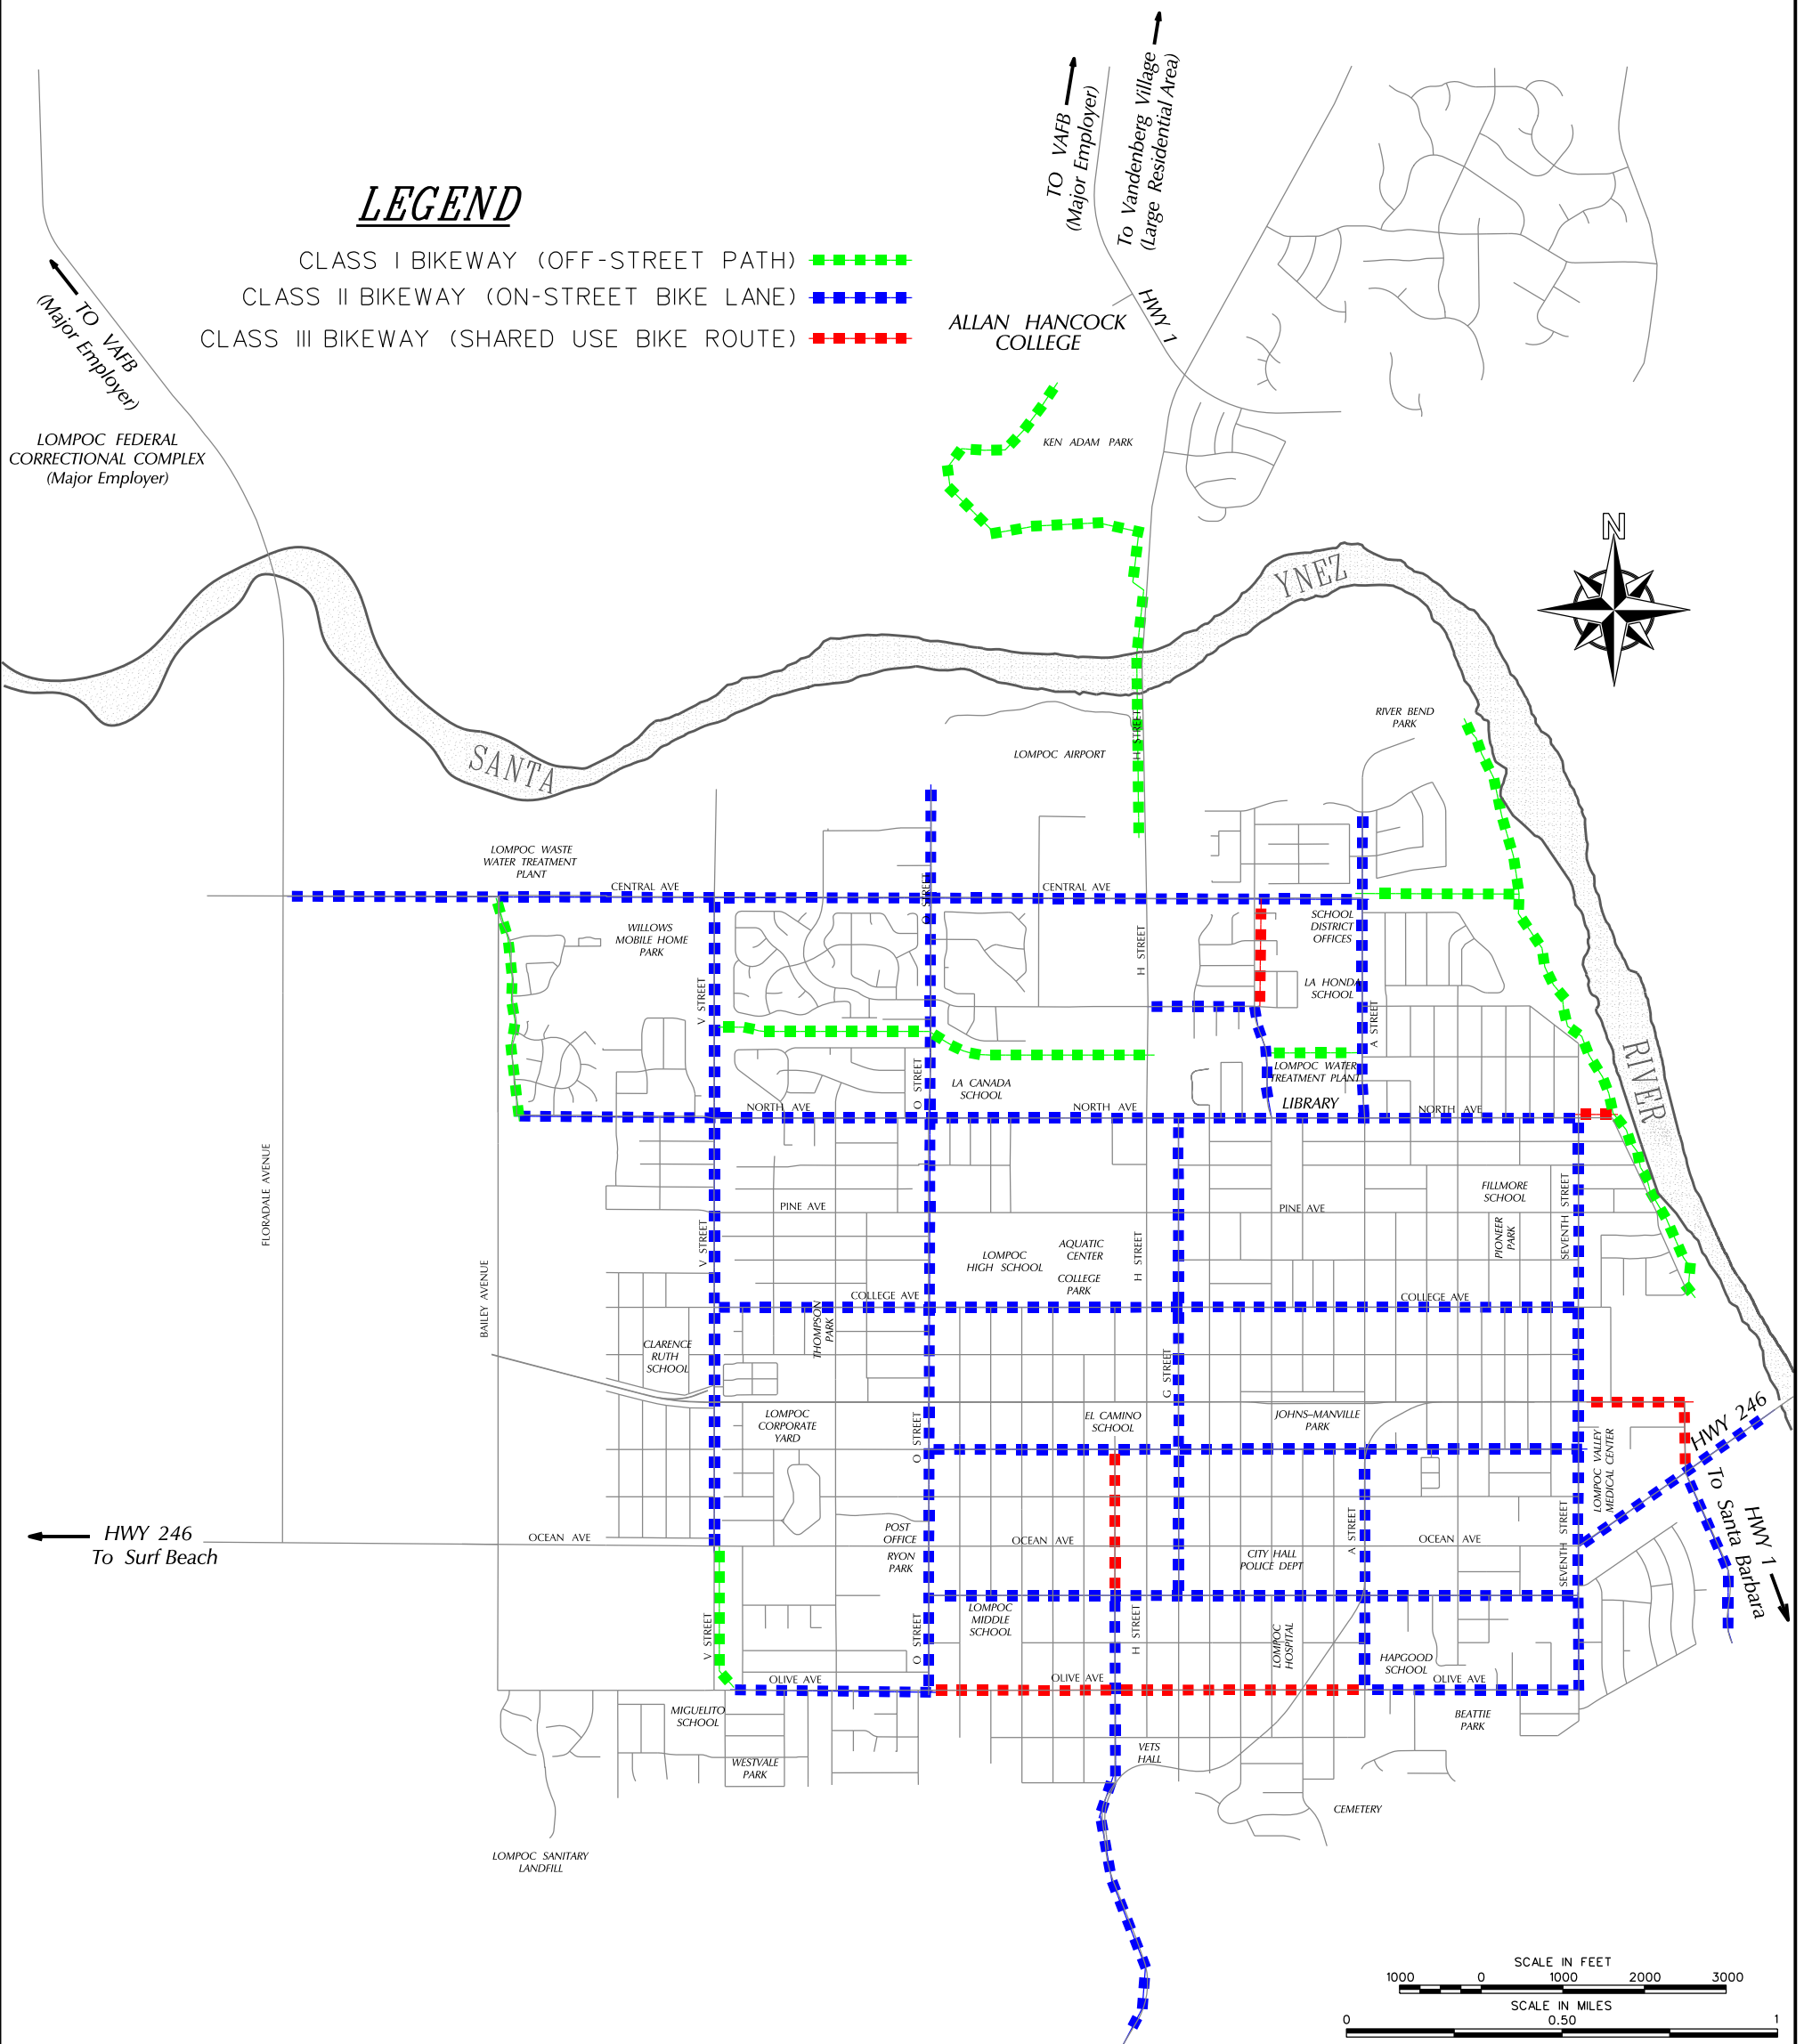 TO VAFB
(Major Employer)
To Vandenberg Village
(Large Residential Area)
LEGEND
CLASS I BIKEWAY (OFF-STREET PATH)
CLASS II BIKEWAY (ON-STREET BIKE LANE)
CLASS III BIKEWAY (SHARED USE BIKE ROUTE)
TO VAFB
(Major Employer)
HWY 1
ALLAN HANCOCK
COLLEGE
LOMPOC FEDERAL
CORRECTIONAL COMPLEX
(Major Employer)
KEN ADAM PARK
N
YNEZ
SANTA
RIVER
RIVER BEND
PARK
H STREET
LOMPOC AIRPORT
LOMPOC WASTE
WATER TREATMENT
PLANT
CENTRAL AVE
CENTRAL AVE
O STREET
WILLOWS
MOBILE HOME
PARK
SCHOOL
DISTRICT
OFFICES
H STREET
V STREET
LA HONDA
SCHOOL
A STREET
LOMPOC WATER
TREATMENT PLANT
O STREET
LA CANADA
SCHOOL
LIBRARY
NORTH AVE
NORTH AVE
NORTH AVE
FLORADALE AVENUE
PINE AVE
PINE AVE
FILLMORE
SCHOOL
SEVENTH STREET
PIONEER
PARK
V STREET
LOMPOC
HIGH SCHOOL
AQUATIC
CENTER
COLLEGE
PARK
H STREET
BAILEY AVENUE
COLLEGE AVE
COLLEGE AVE
THOMPSON
PARK
CLARENCE
RUTH
SCHOOL
G STREET
LOMPOC
CORPORATE
YARD
O STREET
EL CAMINO
SCHOOL
JOHNS-MANVILLE
PARK
HWY 246
LOMPOC VALLEY
MEDICAL CENTER
HWY 1
To Santa Barbara
HWY 246
To Surf Beach
OCEAN AVE
POST
OFFICE
RYON
PARK
OCEAN AVE
CITY HALL
POLICE DEPT
A STREET
OCEAN AVE
SEVENTH STREET
V STREET
O STREET
LOMPOC
MIDDLE
SCHOOL
H STREET
LOMPOC
HOSPITAL
HAPGOOD
SCHOOL
OLIVE AVE
OLIVE AVE
OLIVE AVE
MIGUELITO
SCHOOL
BEATTIE
PARK
WESTVALE
PARK
VETS
HALL
CEMETERY
LOMPOC SANITARY
LANDFILL
SCALE IN FEET
1000 0 1000 2000 3000
SCALE IN MILES
0 0.50 1